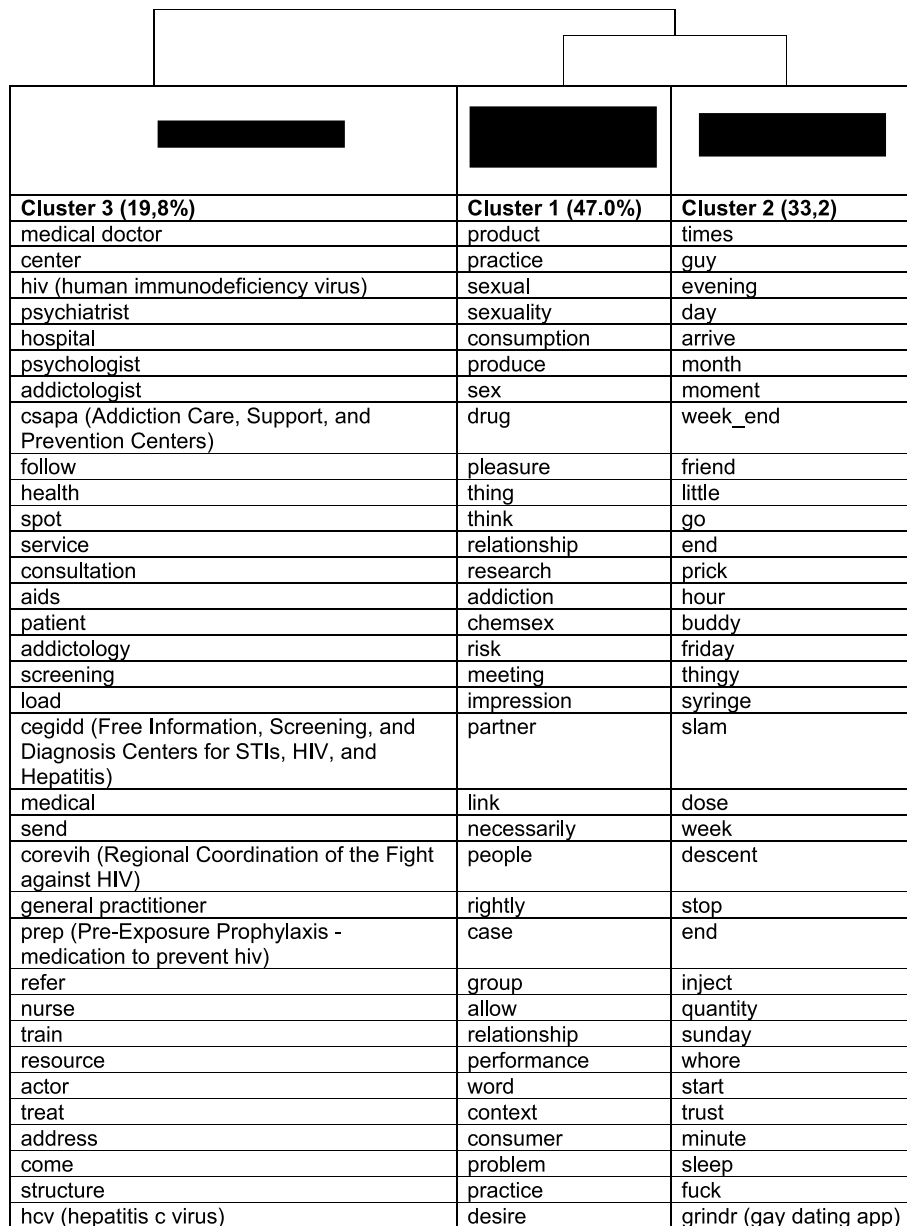 Cluster 3 (19,8%) Cluster 1 (47.0%) Cluster 2 (33,2)
medical doctor product times
center practice guy
hiv (human immunodeficiency virus) sexual evening
psychiatrist sexuality day
hospital consumption arrive
psychologist produce month
addictologist sex moment
csapa (Addiction Care, Support, and drug week_end
Prevention Centers)
follow pleasure friend
health thing little
spot think go
service relationship end
consultation research prick
aids addiction hour
patient chemsex buddy
addictology risk friday
screening meeting thingy
load impression syringe
cegidd (Free Information, Screening, and partner slam
Diagnosis Centers for STIs, HIV, and
Hepatitis)
medical link dose
send necessarily week
corevih (Regional Coordination of the Fight people descent
against HIV)
general practitioner rightly stop
prep (Pre-Exposure Prophylaxis - case end
medication to prevent hiv)
refer group inject
nurse allow quantity
train relationship sunday
resource performance whore
actor word start
treat context trust
address consumer minute
come problem sleep
structure practice fuck
hcv (hepatitis c virus) desire grindr (gay dating app)